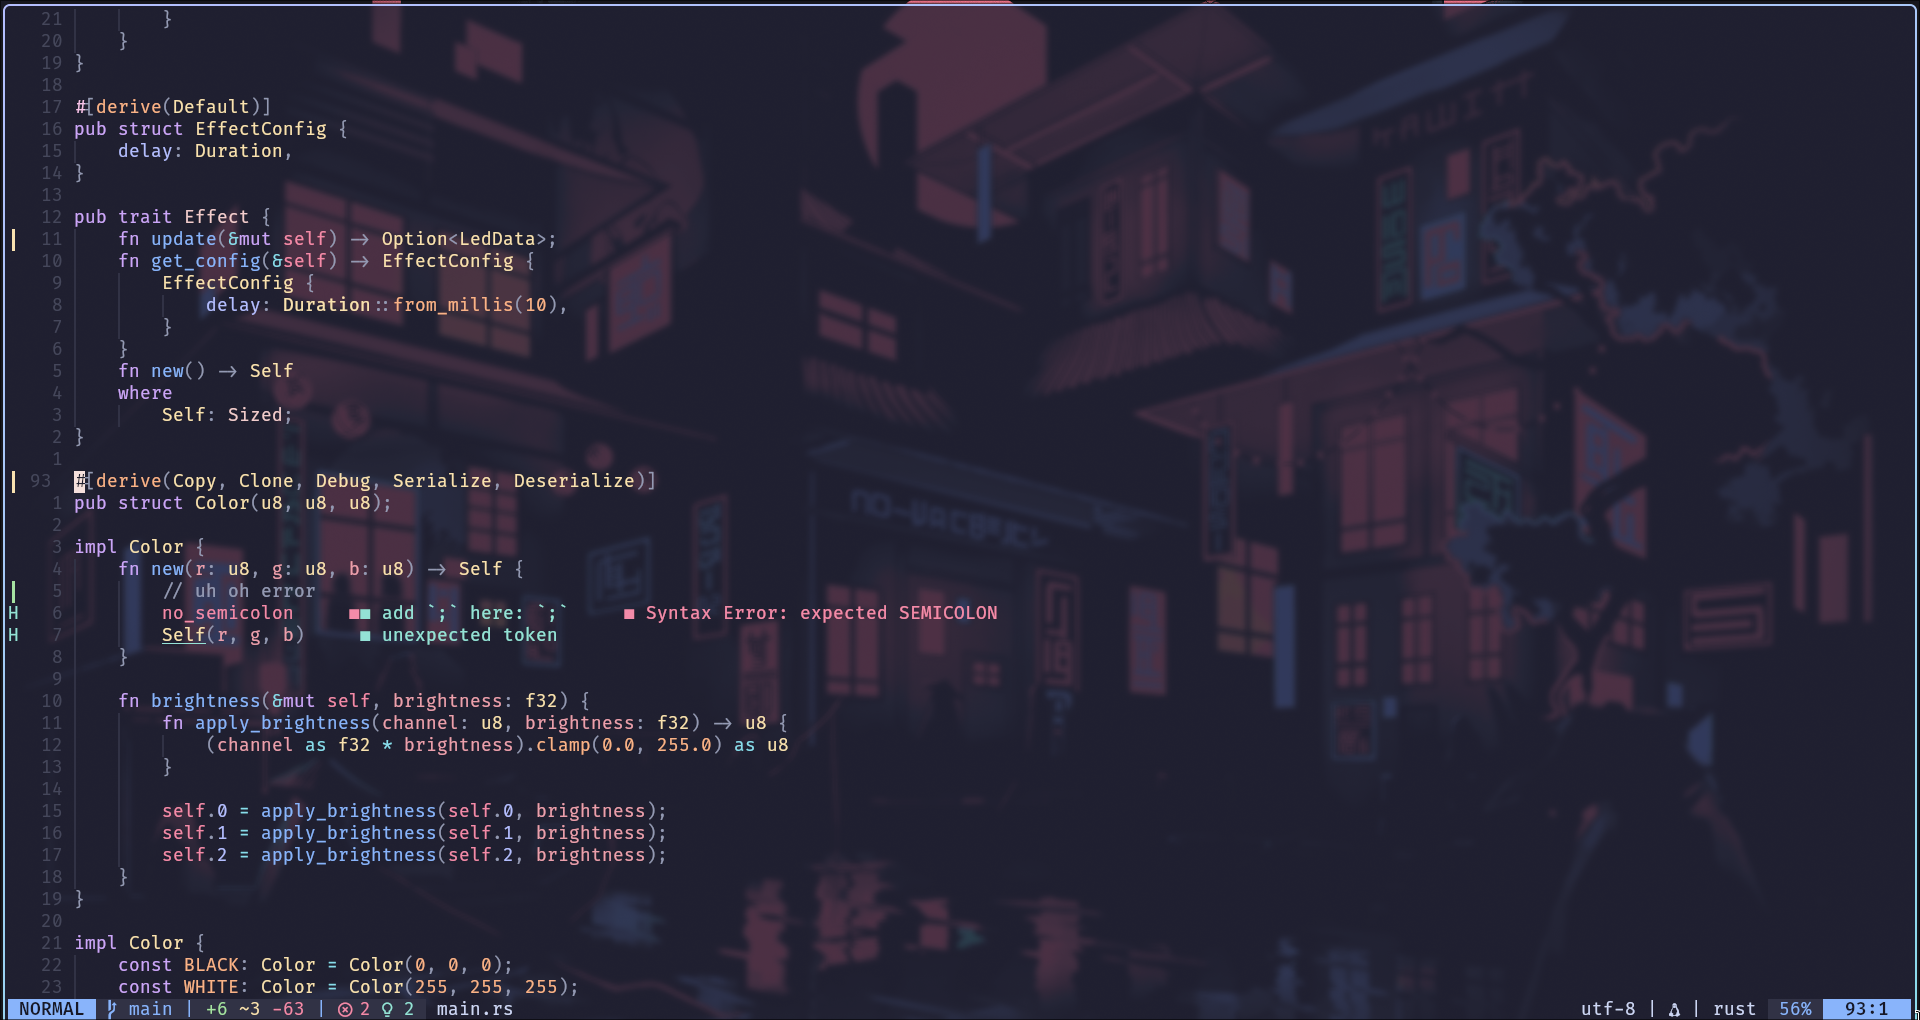 21         }
20     }
19 }
18
17 #[derive(Default)]
16 pub struct EffectConfig {
15     delay: Duration,
14 }
13
12 pub trait Effect {
11     fn update(&mut self) -> Option<LedData>;
10     fn get_config(&self) -> EffectConfig {
9         EffectConfig {
8             delay: Duration::from_millis(10),
7         }
6     }
5     fn new() -> Self
4     where
3         Self: Sized;
2 }
1
93 #[derive(Copy, Clone, Debug, Serialize, Deserialize)]
1 pub struct Color(u8, u8, u8);
2
3 impl Color {
4     fn new(r: u8, g: u8, b: u8) -> Self {
5         // uh oh error
H 6         no_semicolon     ■■ add `;` here: `;`     ■ Syntax Error: expected SEMICOLON
H 7         Self(r, g, b)     ■ unexpected token
8     }
9
10     fn brightness(&mut self, brightness: f32) {
11         fn apply_brightness(channel: u8, brightness: f32) -> u8 {
12             (channel as f32 * brightness).clamp(0.0, 255.0) as u8
13         }
14
15         self.0 = apply_brightness(self.0, brightness);
16         self.1 = apply_brightness(self.1, brightness);
17         self.2 = apply_brightness(self.2, brightness);
18     }
19 }
20
21 impl Color {
22     const BLACK: Color = Color(0, 0, 0);
23     const WHITE: Color = Color(255, 255, 255);
NORMAL main | +6 ~3 -63 | 2 2 main.rs utf-8 | | rust 56% 93:1